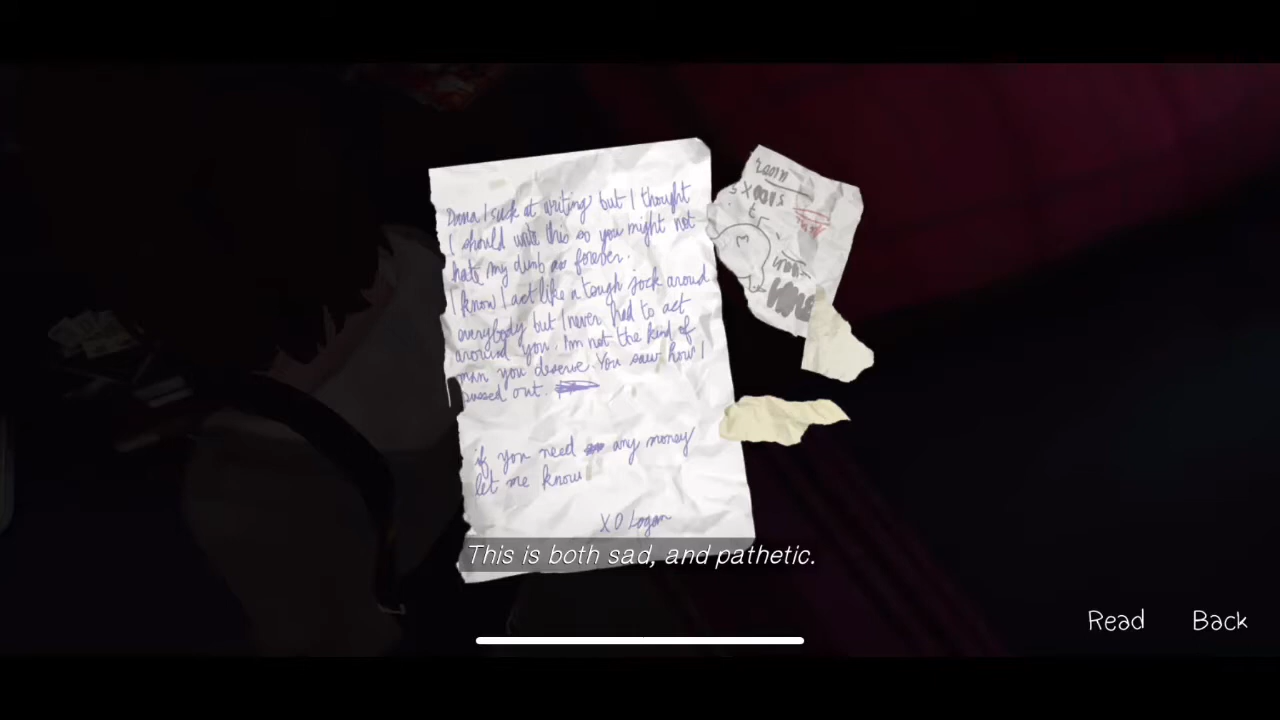 Dana I suck at writing but I thought
I should write this so you might not
hate my dumb ass forever.
I know I act like a tough jock around
everybody but I never had to act
around you. I'm not the kind of
man you deserve. You saw how I
passed out.
if you need any money
let me know
XO Logan
This is both sad, and pathetic.
Read
Back